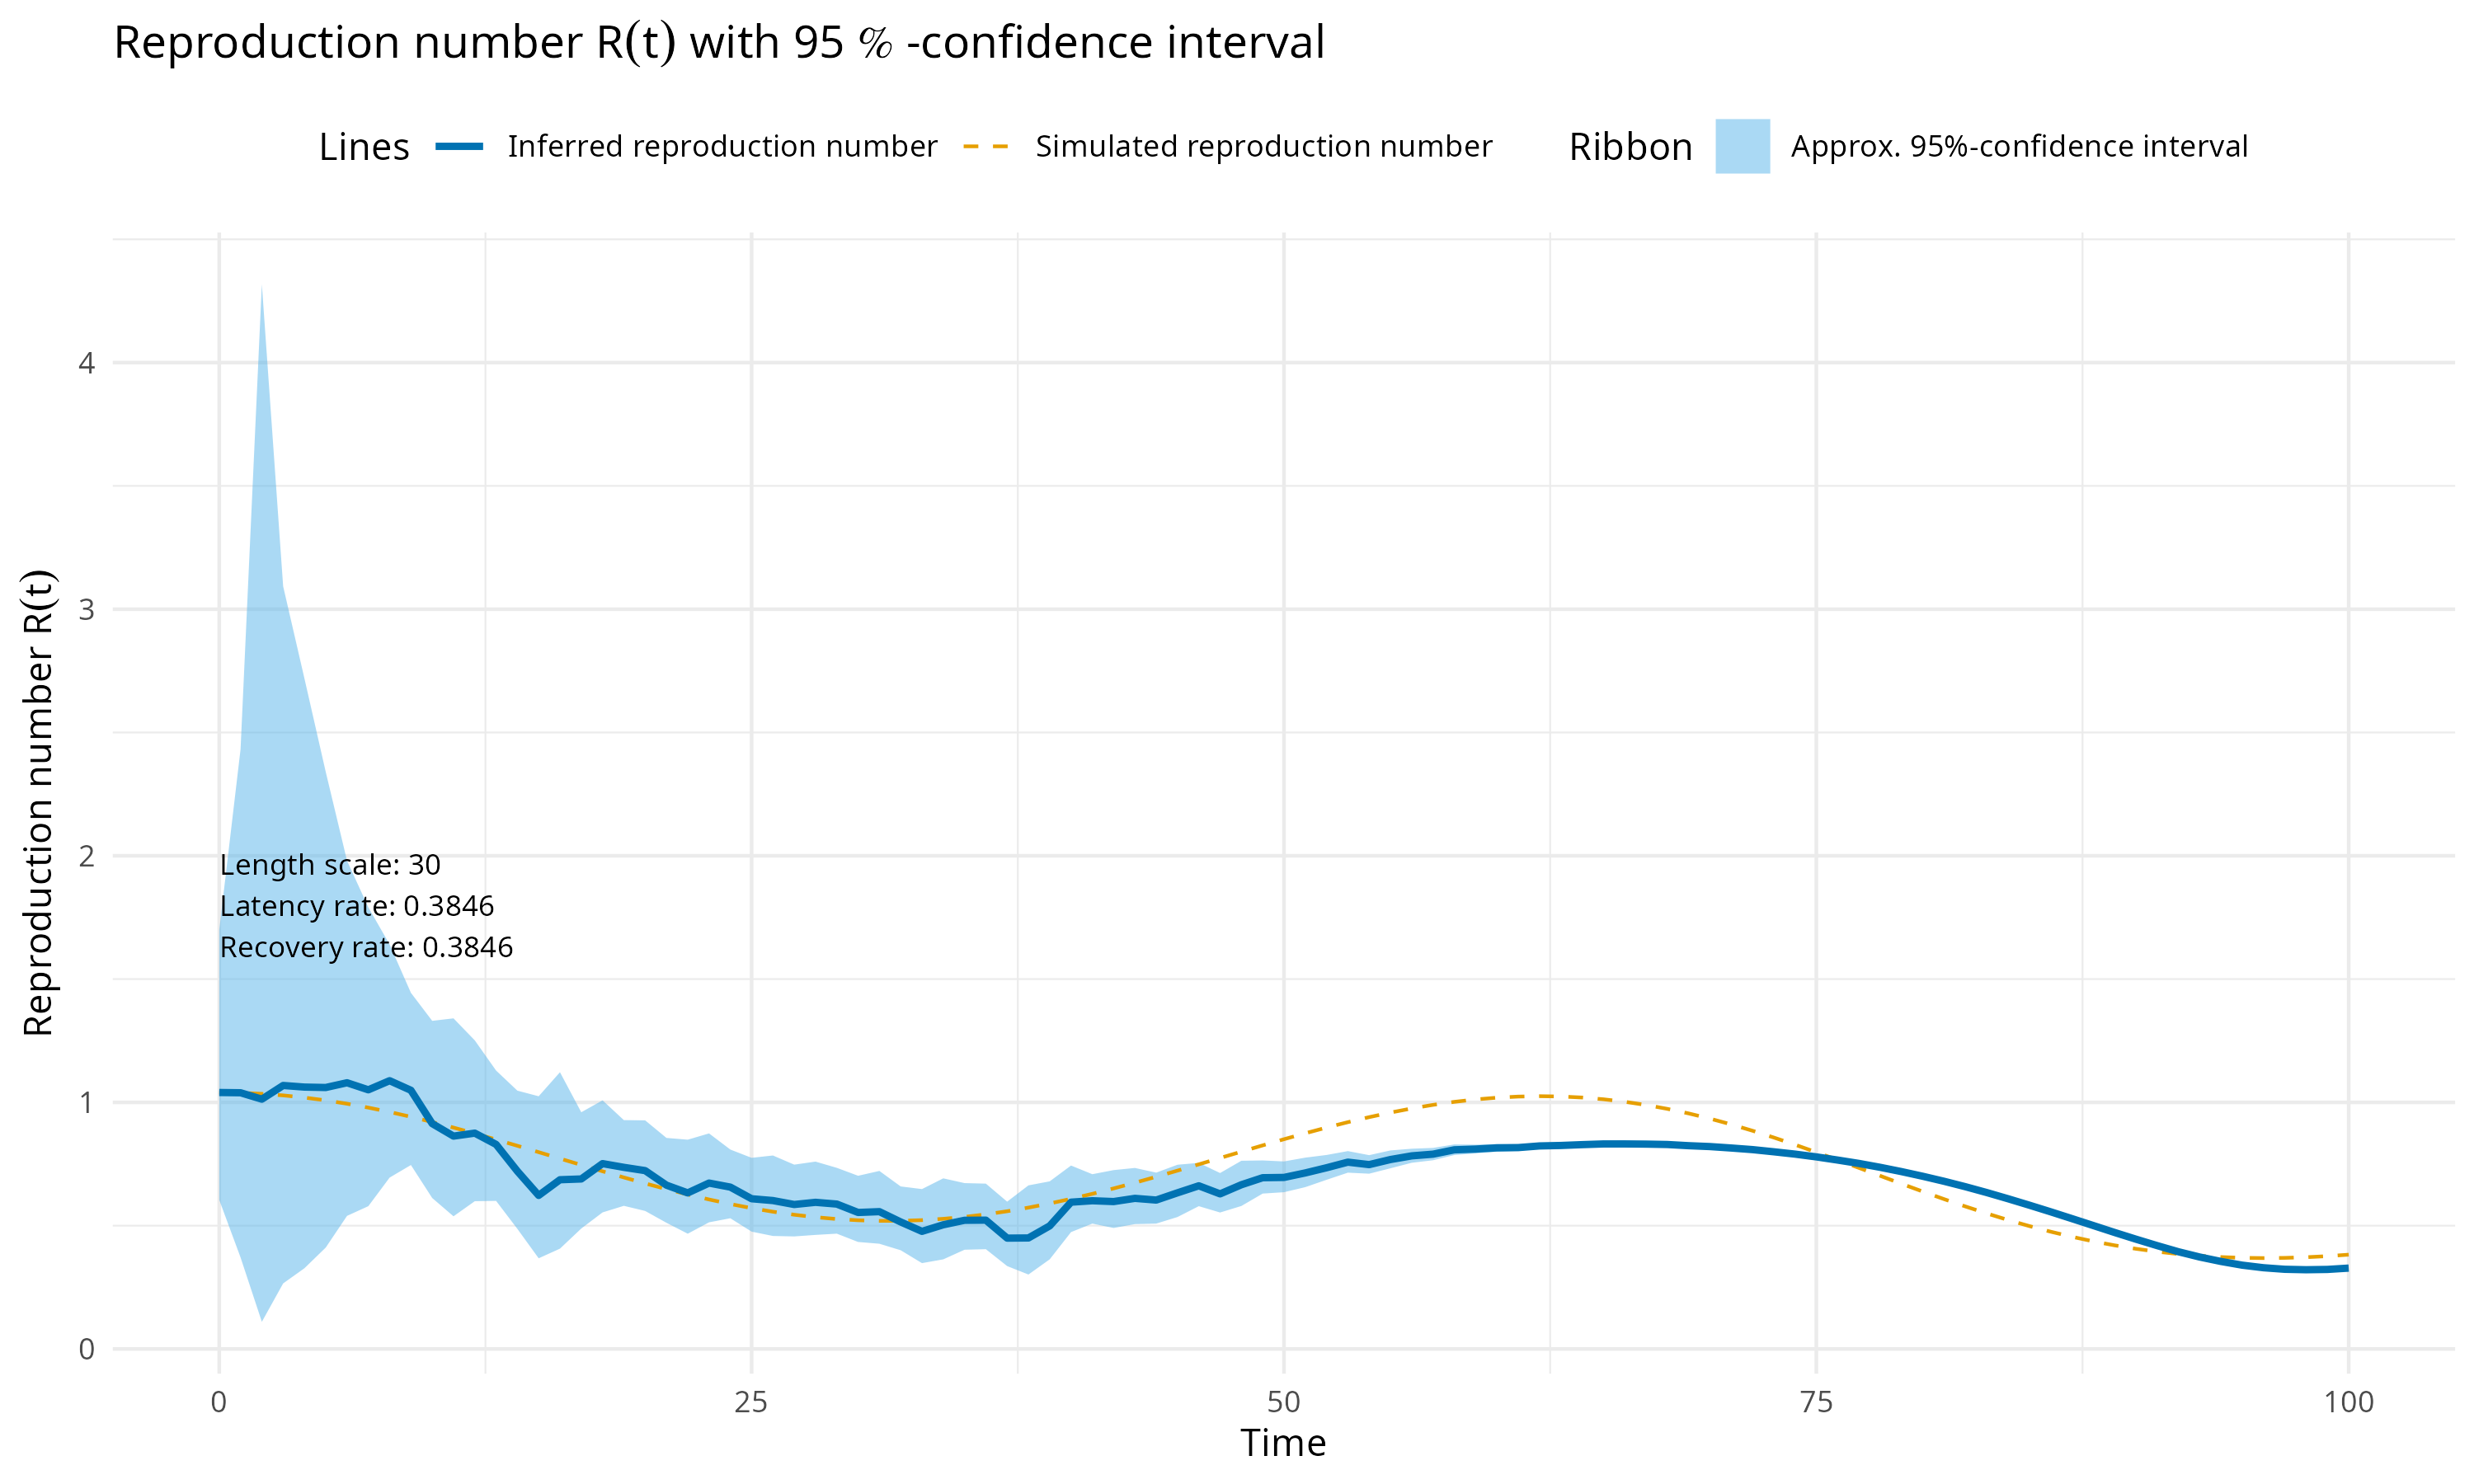 Reproduction number R(t) with 95 % -confidence interval
Lines Inferred reproduction number Simulated reproduction number Ribbon Approx. 95%-confidence interval
Reproduction number R(t)
4
3
2
1
0
Length scale: 30
Latency rate: 0.3846
Recovery rate: 0.3846
0 25 50 75 100
Time